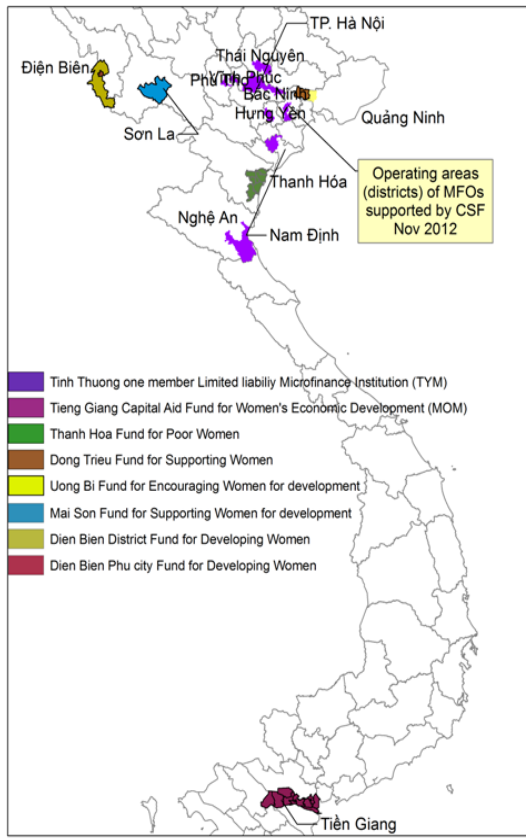 TP. Hà Nội
Thái Nguyên
Điện Biên
Phú Thọ
Vĩnh Phúc
Bắc Ninh
Hưng Yên
Quảng Ninh
Sơn La
Operating areas
(districts) of MFOs
supported by CSF
Nov 2012
Thanh Hóa
Nghệ An
Nam Định
Tinh Thuong one member Limited liabiliy Microfinance Institution (TYM)
Tieng Giang Capital Aid Fund for Women's Economic Development (MOM)
Thanh Hoa Fund for Poor Women
Dong Trieu Fund for Supporting Women
Uong Bi Fund for Encouraging Women for development
Mai Son Fund for Supporting Women for development
Dien Bien District Fund for Developing Women
Dien Bien Phu city Fund for Developing Women
Tiền Giang